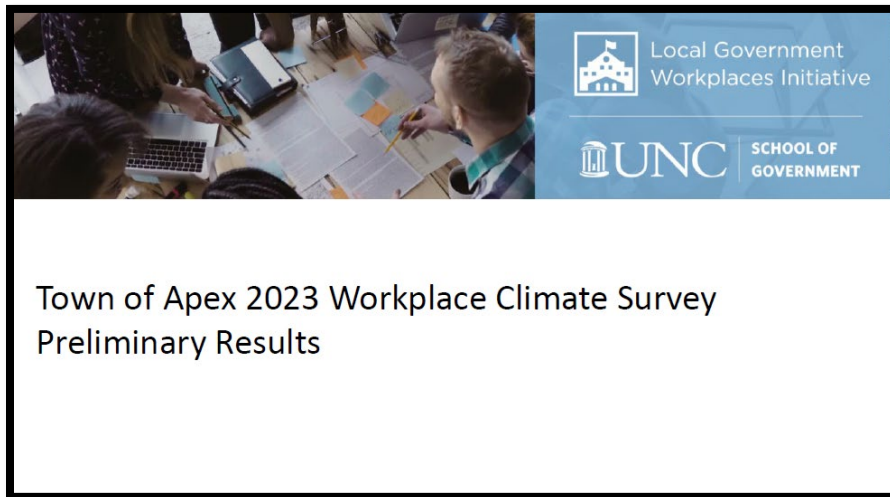 Local Government
Workplaces Initiative
UNC
SCHOOL OF
GOVERNMENT
Town of Apex 2023 Workplace Climate Survey
Preliminary Results